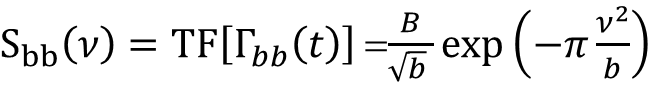 S_bb(ν) = TF[Γ_bb(t)] = B/√b exp(−π ν²/b)